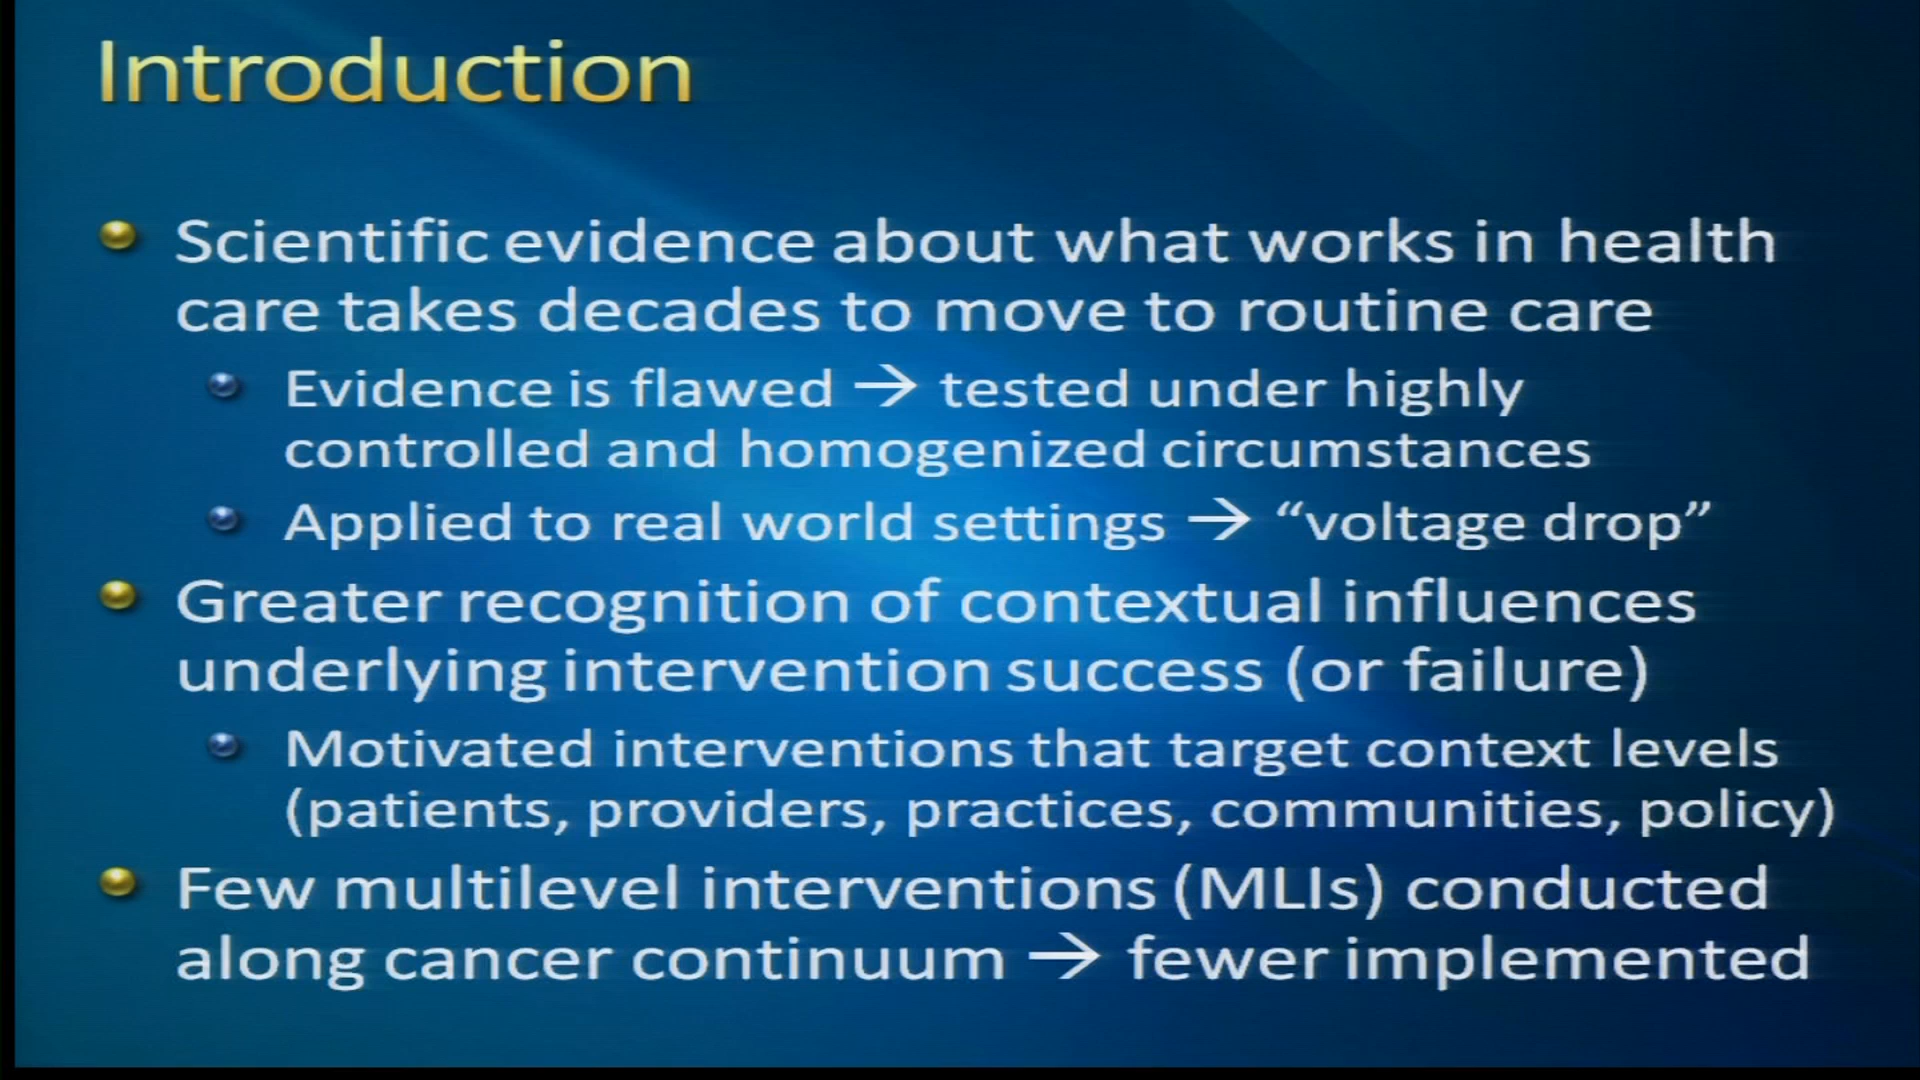 Introduction
Scientific evidence about what works in health
care takes decades to move to routine care
Evidence is flawed → tested under highly
controlled and homogenized circumstances
Applied to real world settings → “voltage drop”
Greater recognition of contextual influences
underlying intervention success (or failure)
Motivated interventions that target context levels
(patients, providers, practices, communities, policy)
Few multilevel interventions (MLIs) conducted
along cancer continuum → fewer implemented